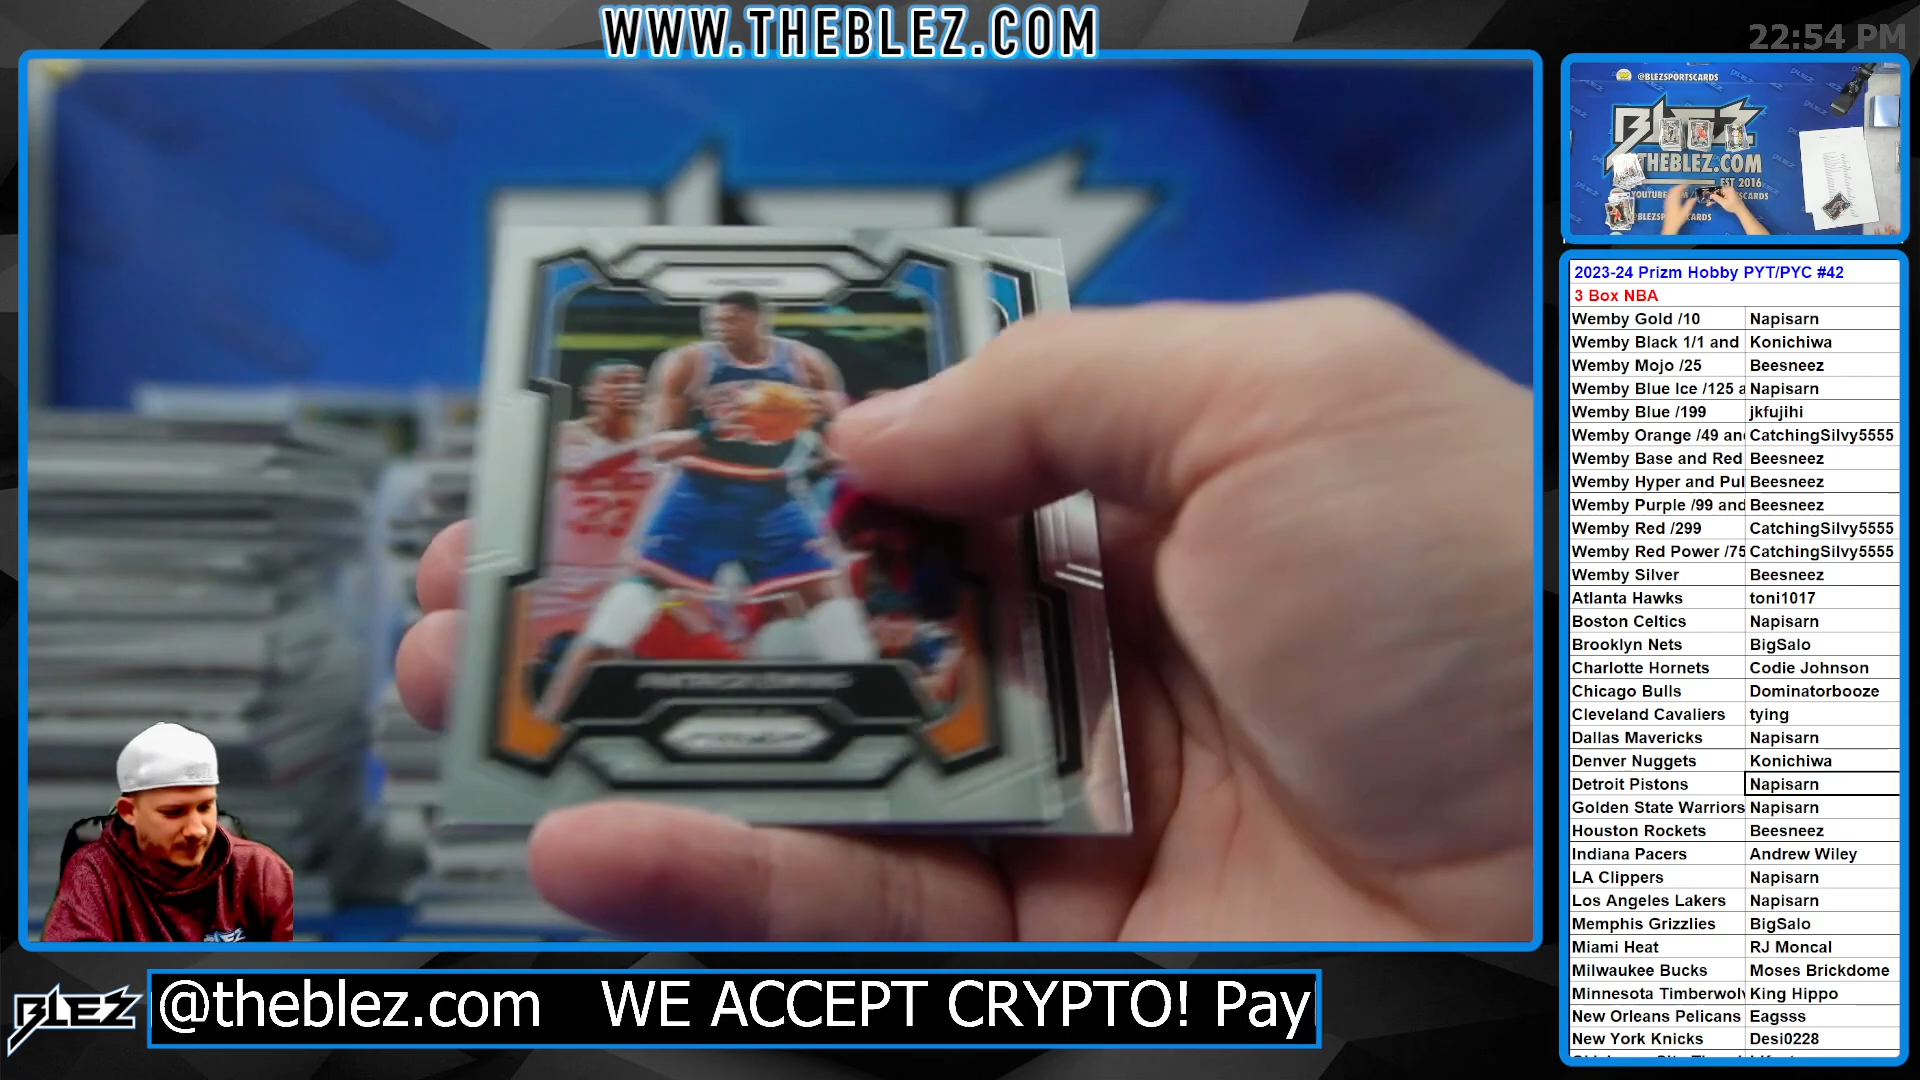 WWW.THEBLEZ.COM
22:54 PM
@BLEZSPORTSCARDS
BLEZ
THEBLEZ.COM
EST 2016
2023-24 Prizm Hobby PYT/PYC #42
3 Box NBA
Wemby Gold /10 Napisarn
Wemby Black 1/1 and Konichiwa
Wemby Mojo /25 Beesneez
Wemby Blue Ice /125 a Napisarn
Wemby Blue /199 jkfujihi
Wemby Orange /49 an CatchingSilvy5555
Wemby Base and Red Beesneez
Wemby Hyper and Pul Beesneez
Wemby Purple /99 and Beesneez
Wemby Red /299 CatchingSilvy5555
Wemby Red Power /75 CatchingSilvy5555
Wemby Silver Beesneez
Atlanta Hawks toni1017
Boston Celtics Napisarn
Brooklyn Nets BigSalo
Charlotte Hornets Codie Johnson
Chicago Bulls Dominatorbooze
Cleveland Cavaliers tying
Dallas Mavericks Napisarn
Denver Nuggets Konichiwa
Detroit Pistons Napisarn
Golden State Warriors Napisarn
Houston Rockets Beesneez
Indiana Pacers Andrew Wiley
LA Clippers Napisarn
Los Angeles Lakers Napisarn
Memphis Grizzlies BigSalo
Miami Heat RJ Moncal
Milwaukee Bucks Moses Brickdome
Minnesota Timberwolv King Hippo
New Orleans Pelicans Eagsss
New York Knicks Desi0228
PATRICK EWING
33
BLEZ
@theblez.com WE ACCEPT CRYPTO! Pay